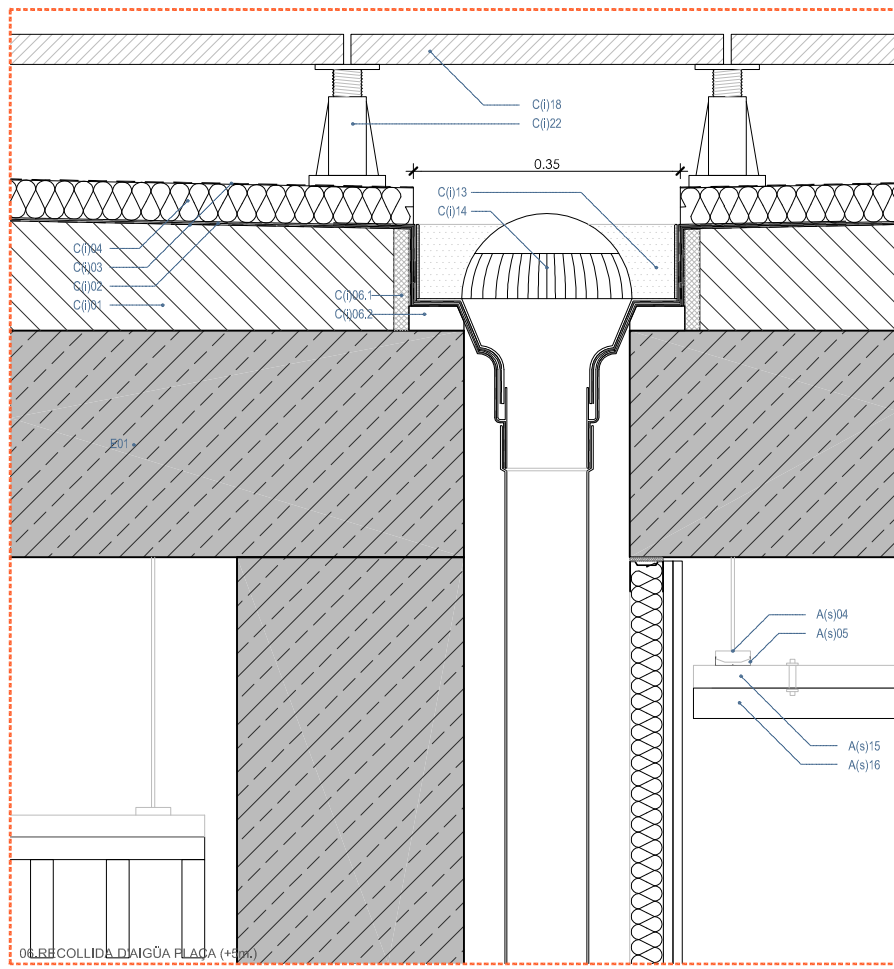 C(i)18
C(i)22
0.35
C(i)13
C(i)14
C(i)04
C(i)03
C(i)02
C(i)01
C(i)06.1
C(i)06.2
E01
A(s)04
A(s)05
A(s)15
A(s)16
06.RECOLLIDA D'AIGÜA PLAÇA (+5m.)